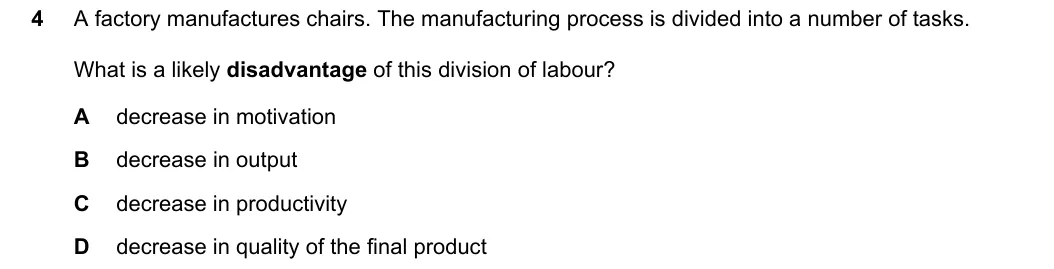 4 A factory manufactures chairs. The manufacturing process is divided into a number of tasks.
What is a likely disadvantage of this division of labour?
A decrease in motivation
B decrease in output
C decrease in productivity
D decrease in quality of the final product